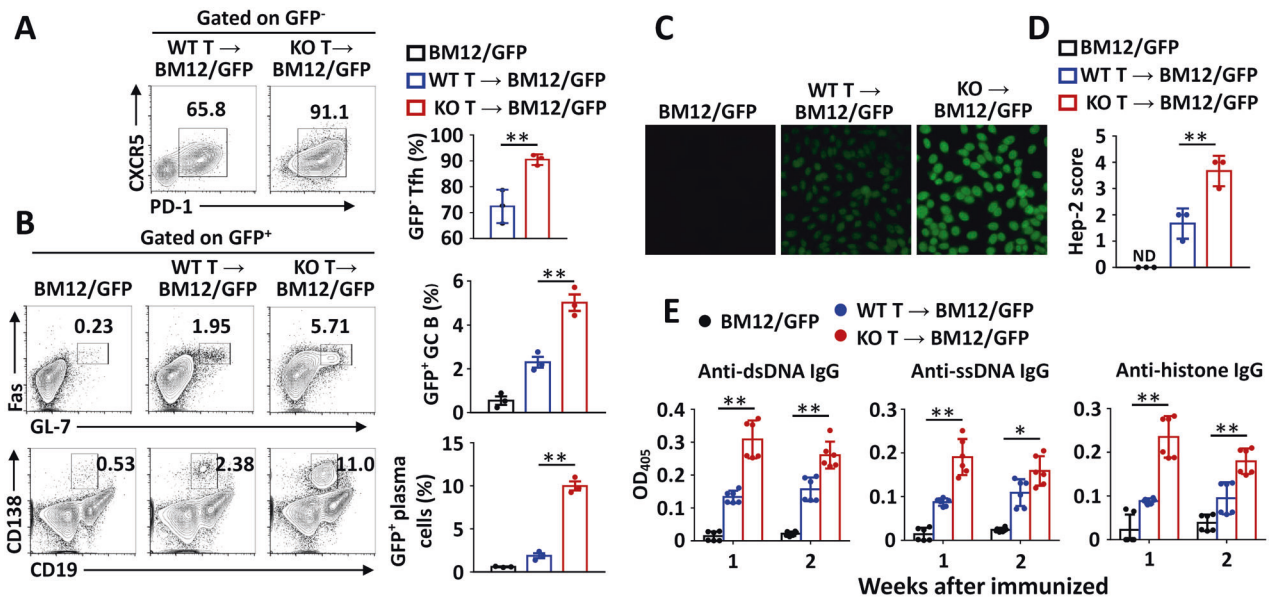 A
Gated on GFP⁻
WT T → BM12/GFP
KO T → BM12/GFP
65.8
91.1
CXCR5
PD-1
BM12/GFP
WT T → BM12/GFP
KO T → BM12/GFP
**
GFP⁻ Tfh (%)
100
90
80
70
60
B
Gated on GFP⁺
BM12/GFP
WT T → BM12/GFP
KO T→ BM12/GFP
0.23
1.95
5.71
Fas
GL-7
0.53
2.38
11.0
CD138
CD19
**
GFP⁺ GC B (%)
6
4
2
0
**
GFP⁺ plasma
cells (%)
15
10
5
0
C
BM12/GFP
WT T → BM12/GFP
KO → BM12/GFP
D
BM12/GFP
WT T → BM12/GFP
KO T → BM12/GFP
**
Hep-2 score
5
4
3
2
1
0
ND
E
BM12/GFP
WT T → BM12/GFP
KO T → BM12/GFP
Anti-dsDNA IgG
Anti-ssDNA IgG
Anti-histone IgG
OD₄₀₅
0.4
0.3
0.2
0.1
0
** **
1 2
0.3
0.2
0.1
0
** *
1 2
0.3
0.2
0.1
0
** **
1 2
Weeks after immunized